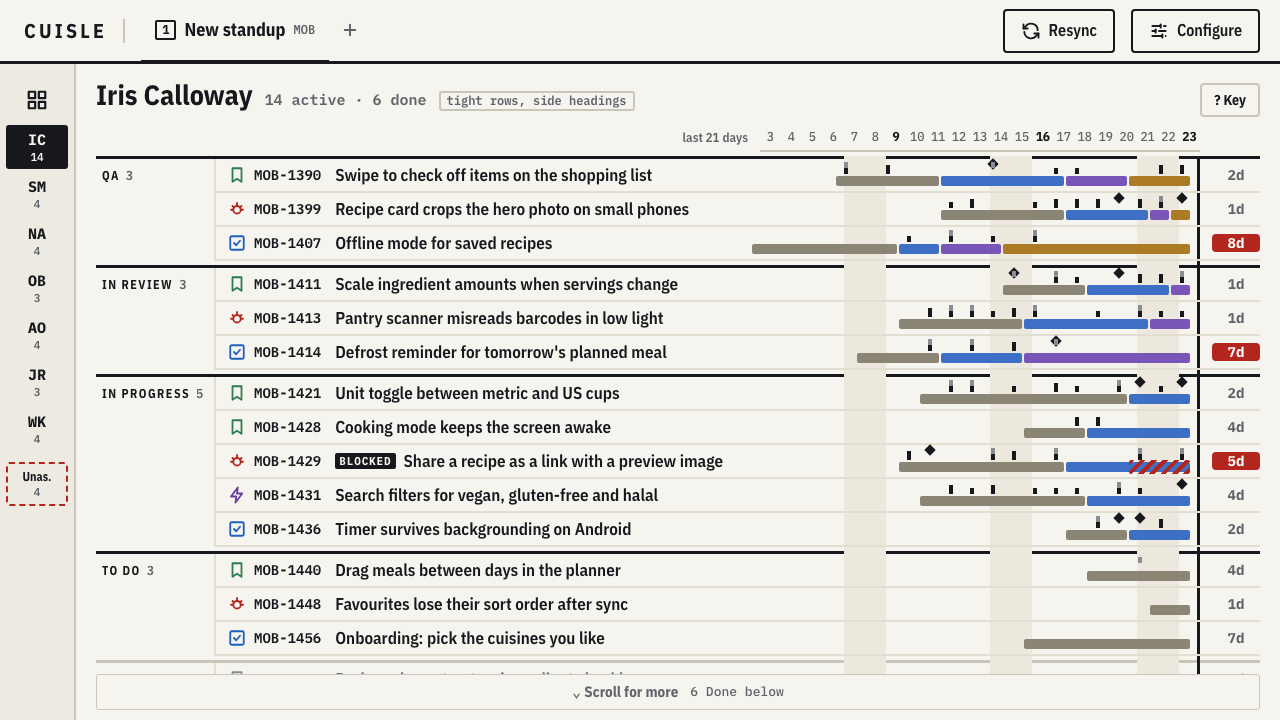 CUISLE
1 New standup MOB +
Resync
Configure
Iris Calloway 14 active · 6 done tight rows, side headings
? Key
last 21 days 3 4 5 6 7 8 9 10 11 12 13 14 15 16 17 18 19 20 21 22 23
IC
14
SM
4
NA
4
OB
3
AO
4
JR
3
WK
4
Unas.
4
QA 3
MOB-1390 Swipe to check off items on the shopping list 2d
MOB-1399 Recipe card crops the hero photo on small phones 1d
MOB-1407 Offline mode for saved recipes 8d
IN REVIEW 3
MOB-1411 Scale ingredient amounts when servings change 1d
MOB-1413 Pantry scanner misreads barcodes in low light 1d
MOB-1414 Defrost reminder for tomorrow's planned meal 7d
IN PROGRESS 5
MOB-1421 Unit toggle between metric and US cups 2d
MOB-1428 Cooking mode keeps the screen awake 4d
MOB-1429 BLOCKED Share a recipe as a link with a preview image 5d
MOB-1431 Search filters for vegan, gluten-free and halal 4d
MOB-1436 Timer survives backgrounding on Android 2d
TO DO 3
MOB-1440 Drag meals between days in the planner 4d
MOB-1448 Favourites lose their sort order after sync 1d
MOB-1456 Onboarding: pick the cuisines you like 7d
Scroll for more 6 Done below